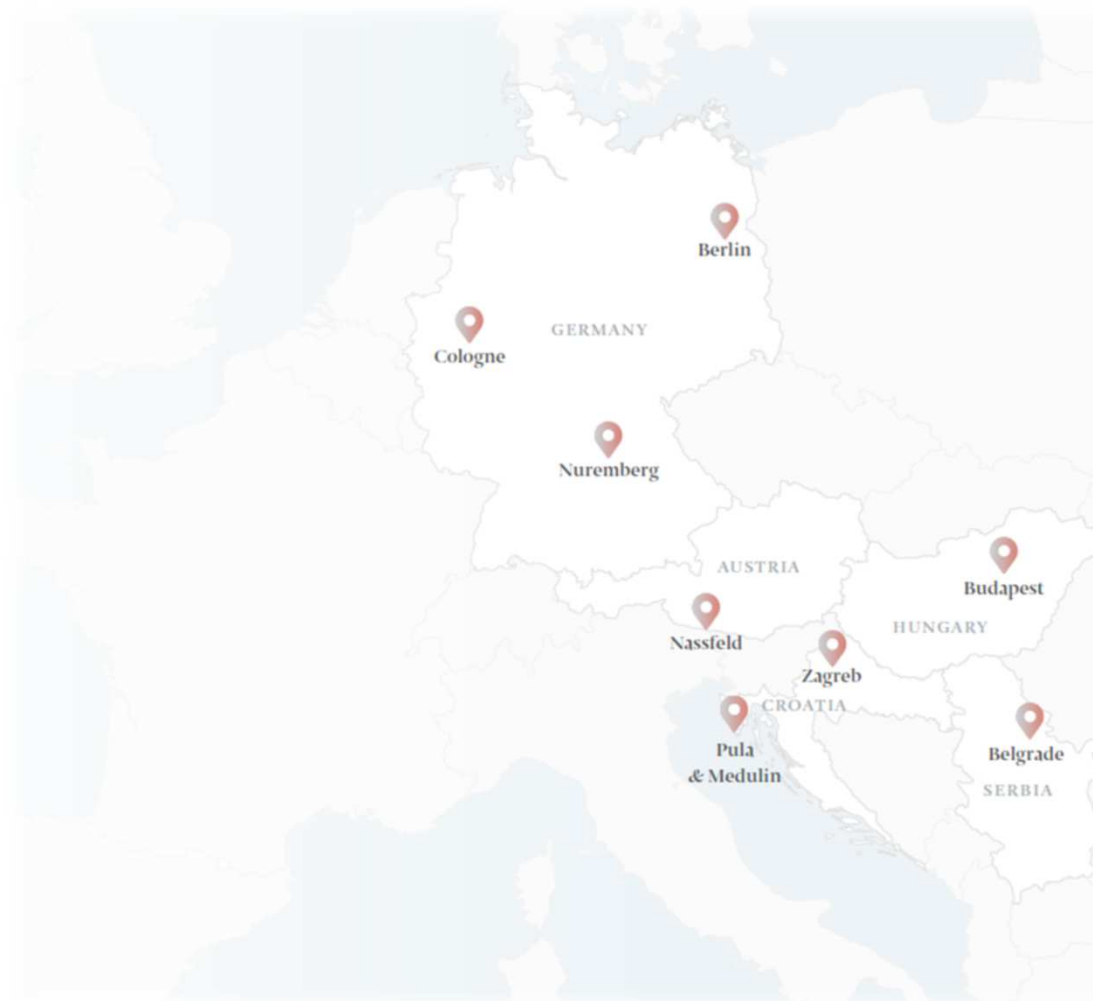 Berlin
GERMANY
Cologne
Nuremberg
AUSTRIA
Budapest
HUNGARY
Nassfeld
Zagreb
CROATIA
Pula
& Medulin
Belgrade
SERBIA